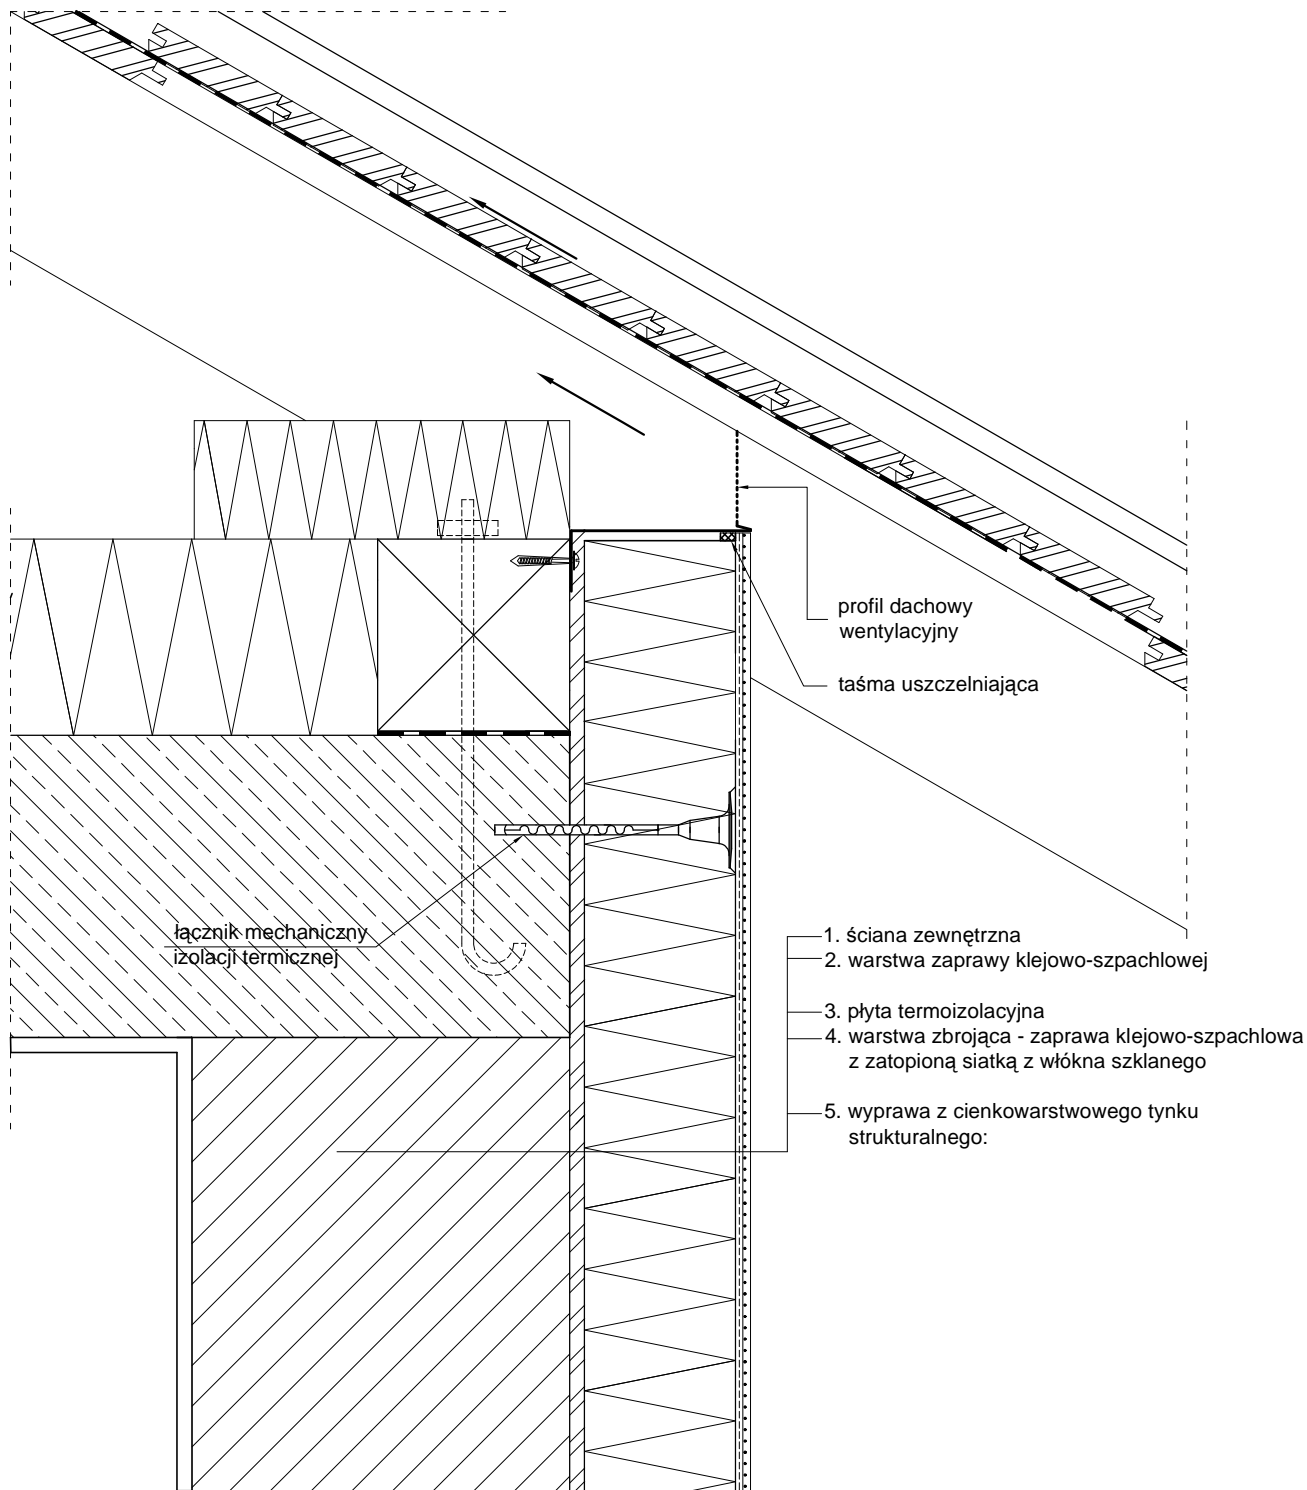 profil dachowy
wentylacyjny
taśma uszczelniająca
łącznik mechaniczny
izolacji termicznej
1. ściana zewnętrzna
2. warstwa zaprawy klejowo-szpachlowej
3. płyta termoizolacyjna
4. warstwa zbrojąca - zaprawa klejowo-szpachlowa
z zatopioną siatką z włókna szklanego
5. wyprawa z cienkowarstwowego tynku
strukturalnego: